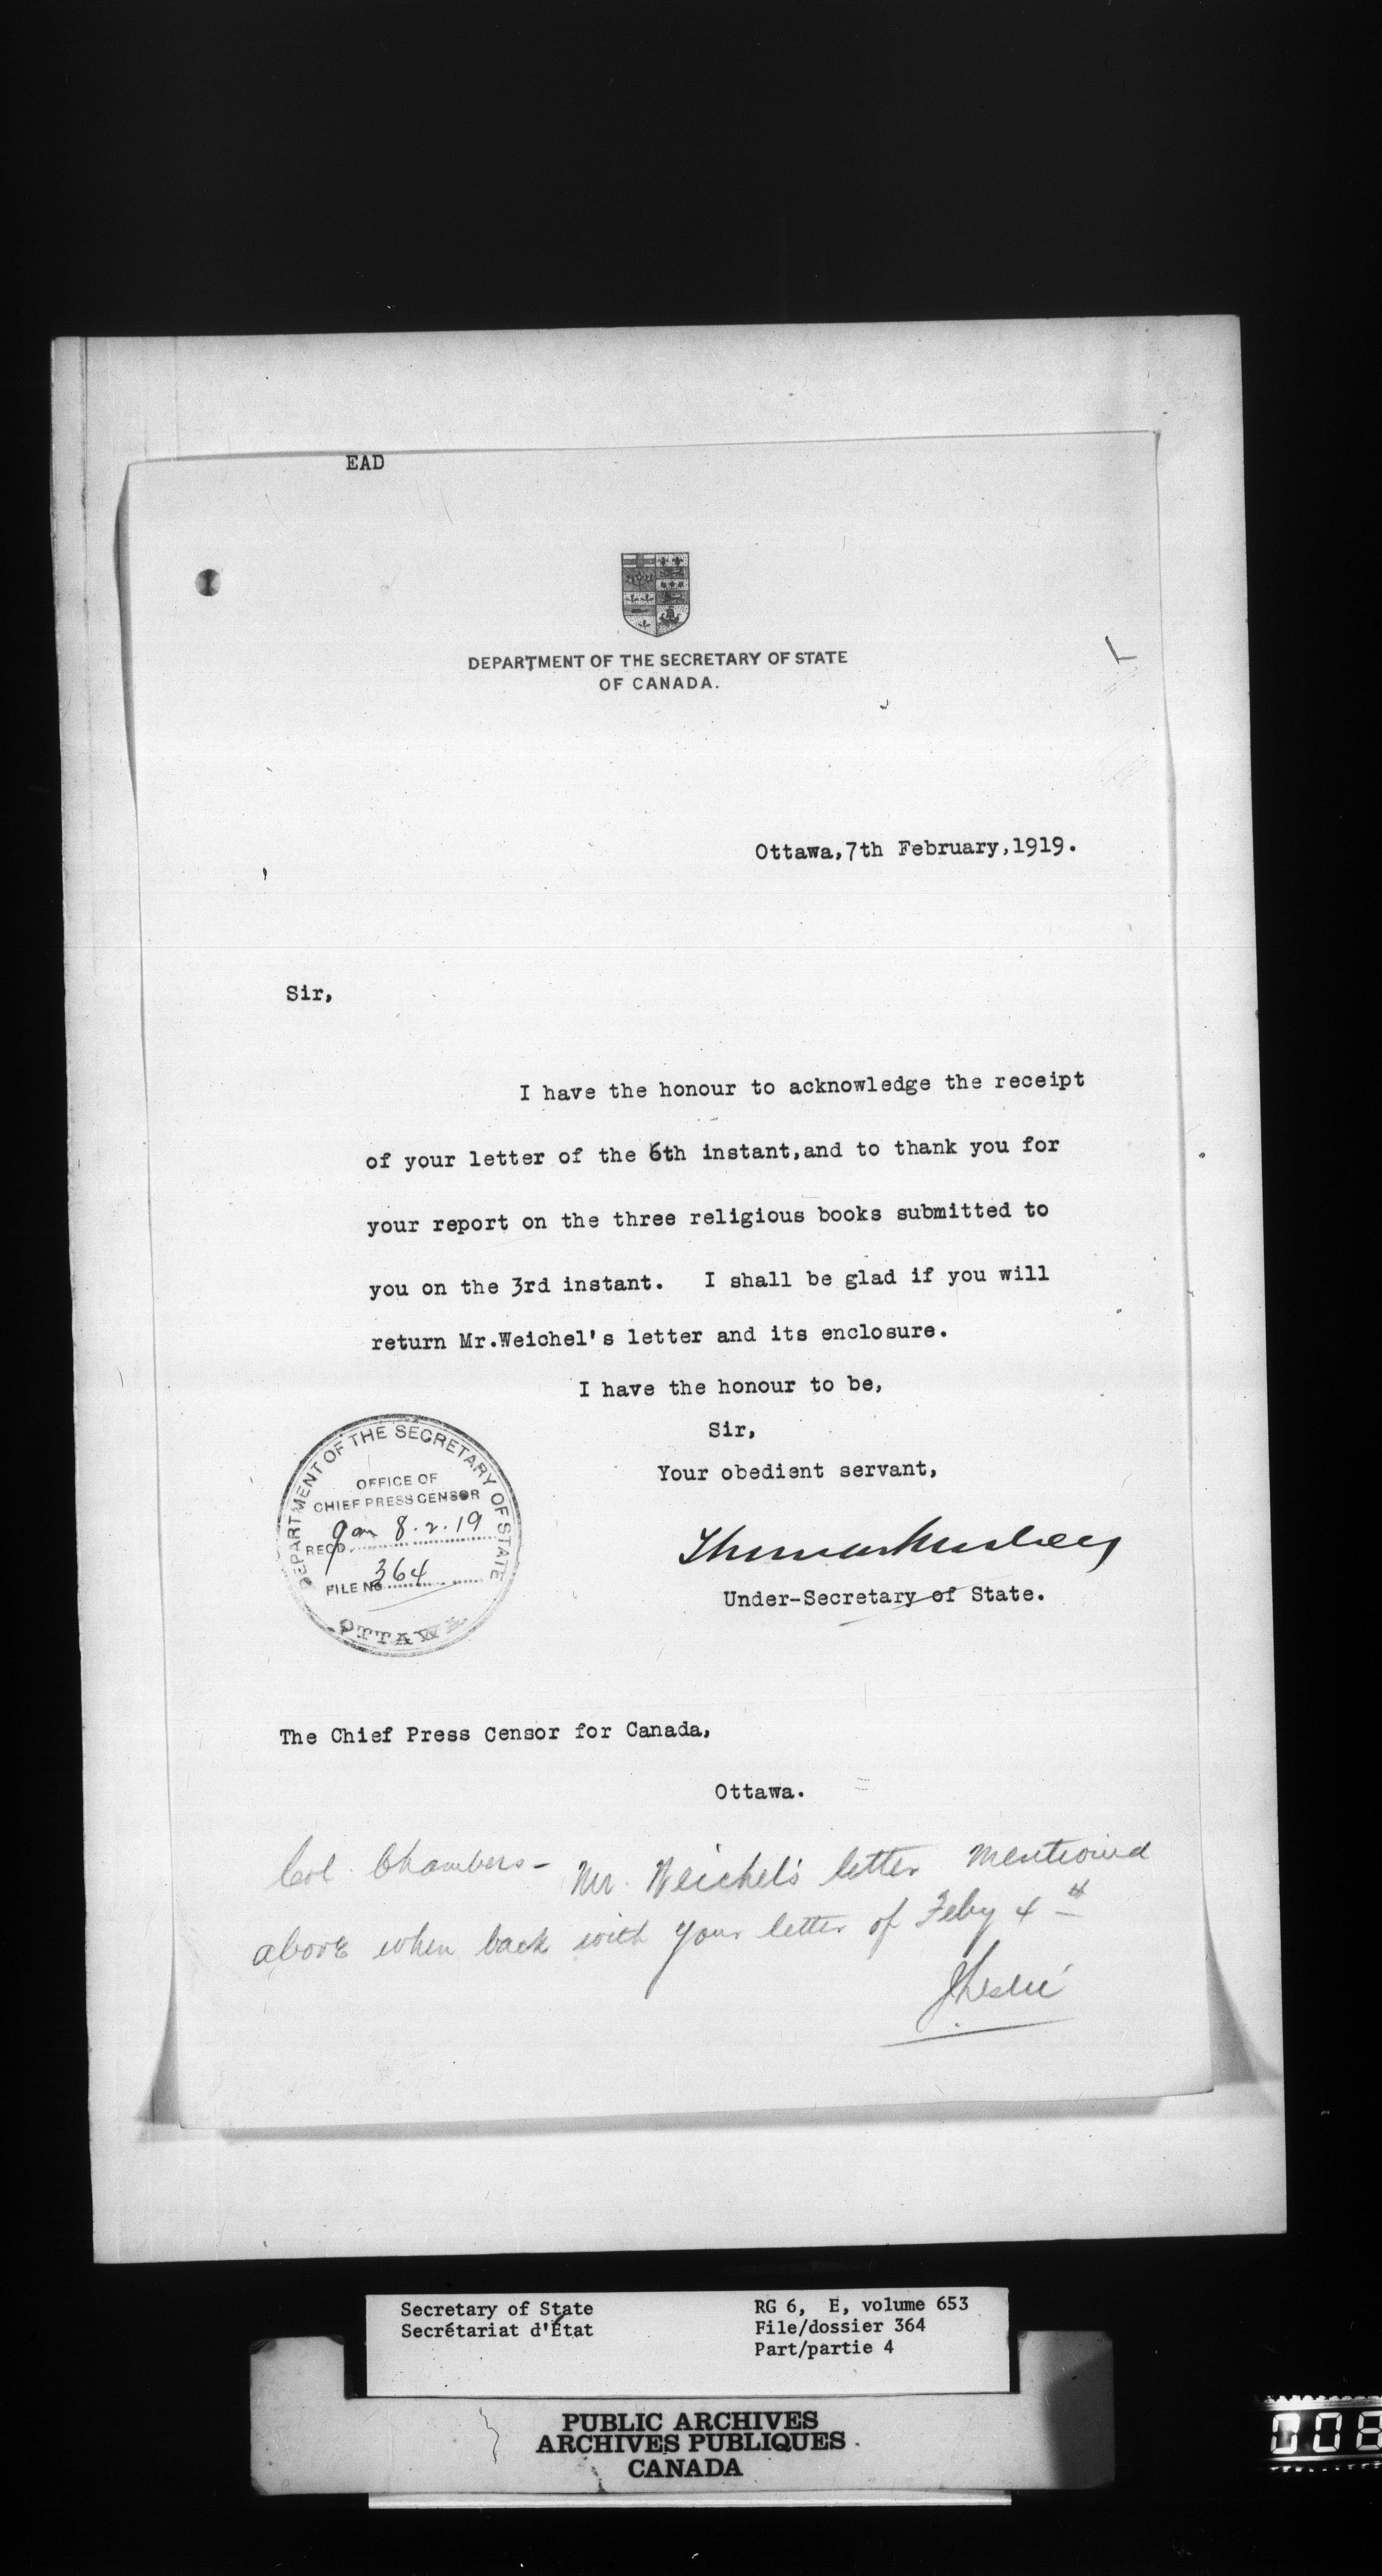 EAD
DEPARTMENT OF THE SECRETARY OF STATE
OF CANADA.
Ottawa,7th February,1919.
Sir,
I have the honour to acknowledge the receipt
of your letter of the 6th instant,and to thank you for
your report on the three religious books submitted to
you on the 3rd instant. I shall be glad if you will
return Mr.Weichel's letter and its enclosure.
I have the honour to be,
Sir,
Your obedient servant,
Thomas Mulvey
Under-Secretary of State.
DEPARTMENT OF THE SECRETARY OF STATE
OFFICE OF
CHIEF PRESS CENSOR
RECD. 9am 8.2.19
FILE No 364
OTTAWA
The Chief Press Censor for Canada,
Ottawa.
Col. Chambers - Mr. Weichel's letter mentioned
above when back with your letter of Feby 4th
Secretary of State
Secrétariat d'État
RG 6, E, volume 653
File/dossier 364
Part/partie 4
PUBLIC ARCHIVES
ARCHIVES PUBLIQUES
CANADA
008